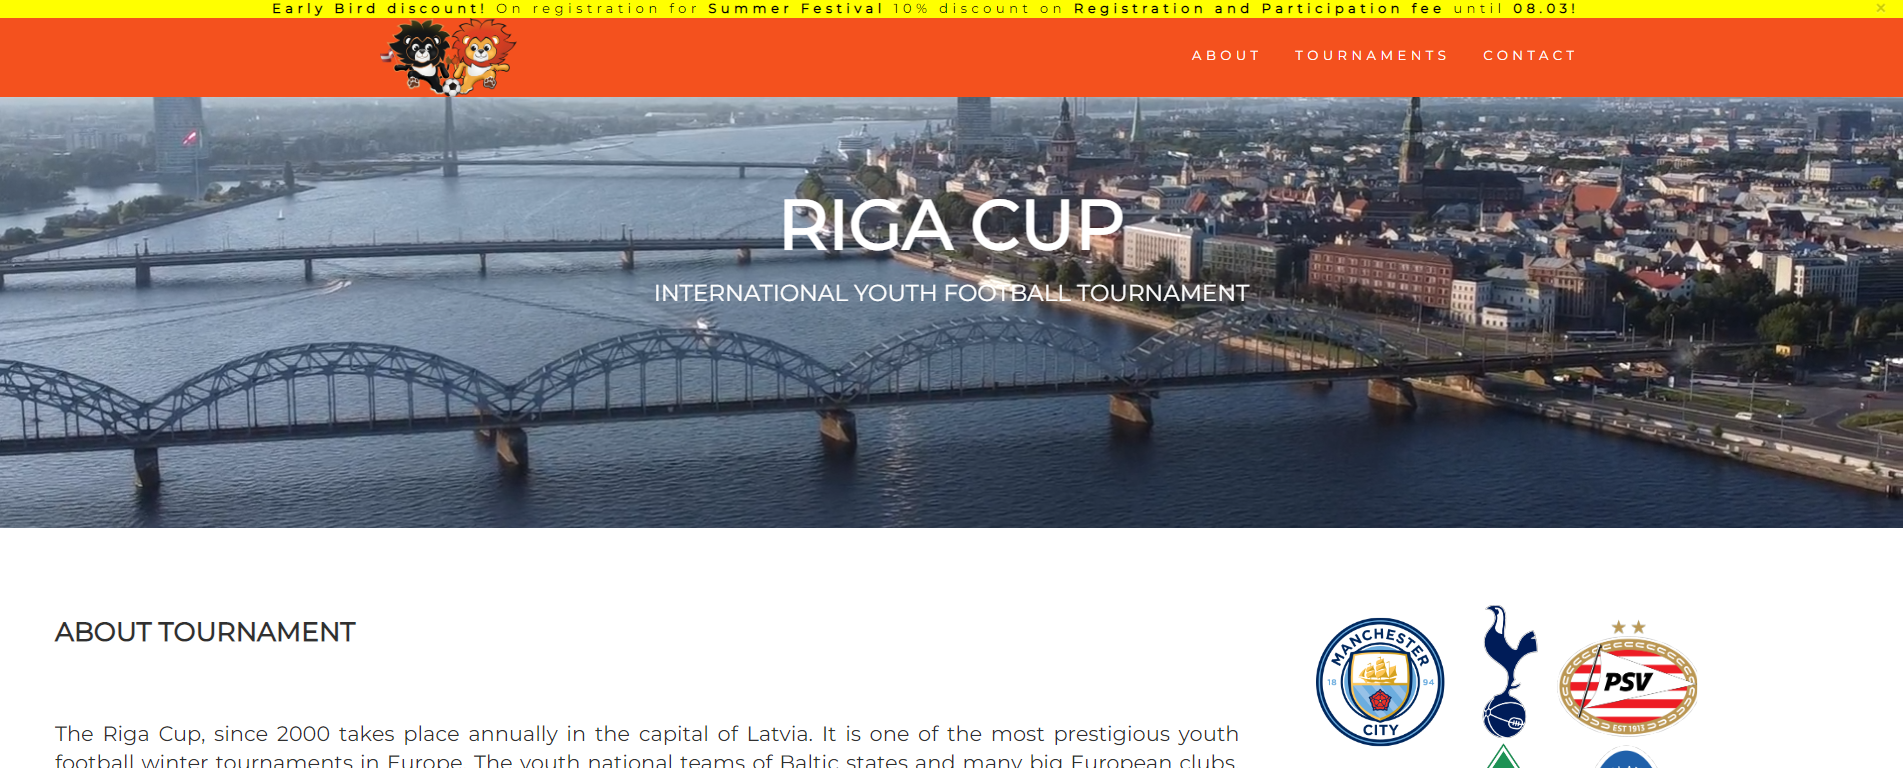 Early Bird discount! On registration for Summer Festival 10% discount on Registration and Participation fee until 08.03! ×
ABOUT TOURNAMENTS CONTACT
RIGA CUP
INTERNATIONAL YOUTH FOOTBALL TOURNAMENT
ABOUT TOURNAMENT
MANCHESTER
18 94
CITY
PSV
EST 1913
The Riga Cup, since 2000 takes place annually in the capital of Latvia. It is one of the most prestigious youth
football winter tournaments in Europe. The youth national teams of Baltic states and many big European clubs,